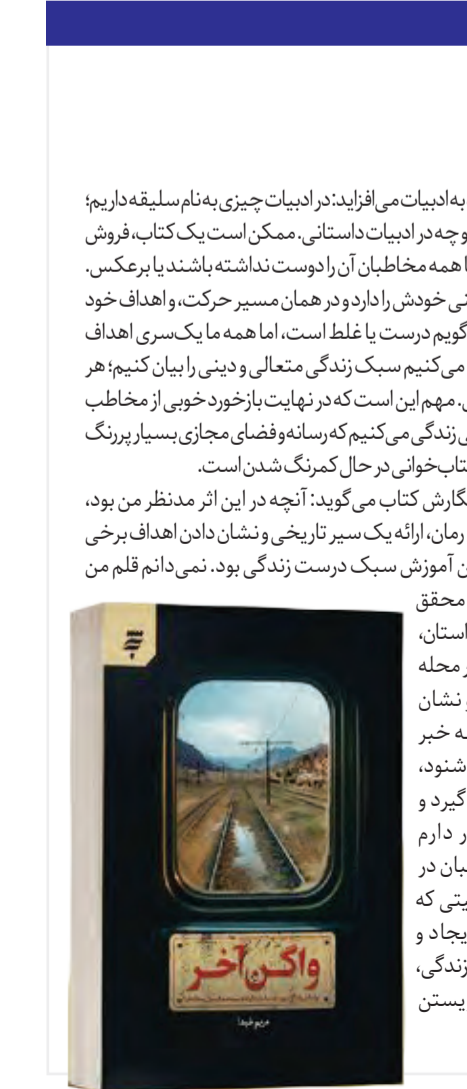 به ادبیات می‌افزاید: در ادبیات چیزی به نام سلیقه داریم؛
وچه در ادبیات داستانی. ممکن است یک کتاب، فروش
ا همه مخاطبان آن را دوست نداشته باشند یا برعکس.
نی خودش را دارد و در همان مسیر حرکت، و اهداف خود
گویم درست یا غلط است، اما همه ما یک‌سری اهداف
می‌کنیم سبک زندگی متعالی و دینی را بیان کنیم؛ هر
ی. مهم این است که در نهایت بازخورد خوبی از مخاطب
ی زندگی می‌کنیم که رسانه و فضای مجازی بسیار پررنگ
تاب‌خوانی در حال کمرنگ شدن است.
گارش کتاب می‌گوید: آنچه در این اثر مدنظر من بود،
رمان، ارائه یک سیر تاریخی و نشان دادن اهداف برخی
ن آموزش سبک درست زندگی بود. نمی‌دانم قلم من
محقق
استان،
ر محله
و نشان
ه خبر
شنود،
گیرد و
ر دارم
بان در
یتی که
یجاد و
زندگی،
یستن
واگن آخر